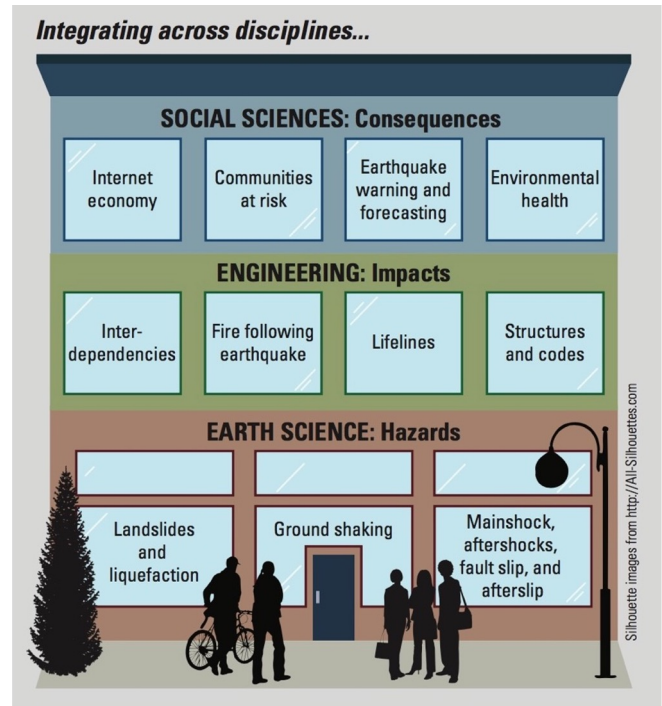 Integrating across disciplines...
SOCIAL SCIENCES: Consequences
Internet
economy
Communities
at risk
Earthquake
warning and
forecasting
Environmental
health
ENGINEERING: Impacts
Inter-
dependencies
Fire following
earthquake
Lifelines
Structures
and codes
EARTH SCIENCE: Hazards
Landslides
and
liquefaction
Ground shaking
Mainshock,
aftershocks,
fault slip, and
afterslip
Silhouette images from http://All-Silhouettes.com